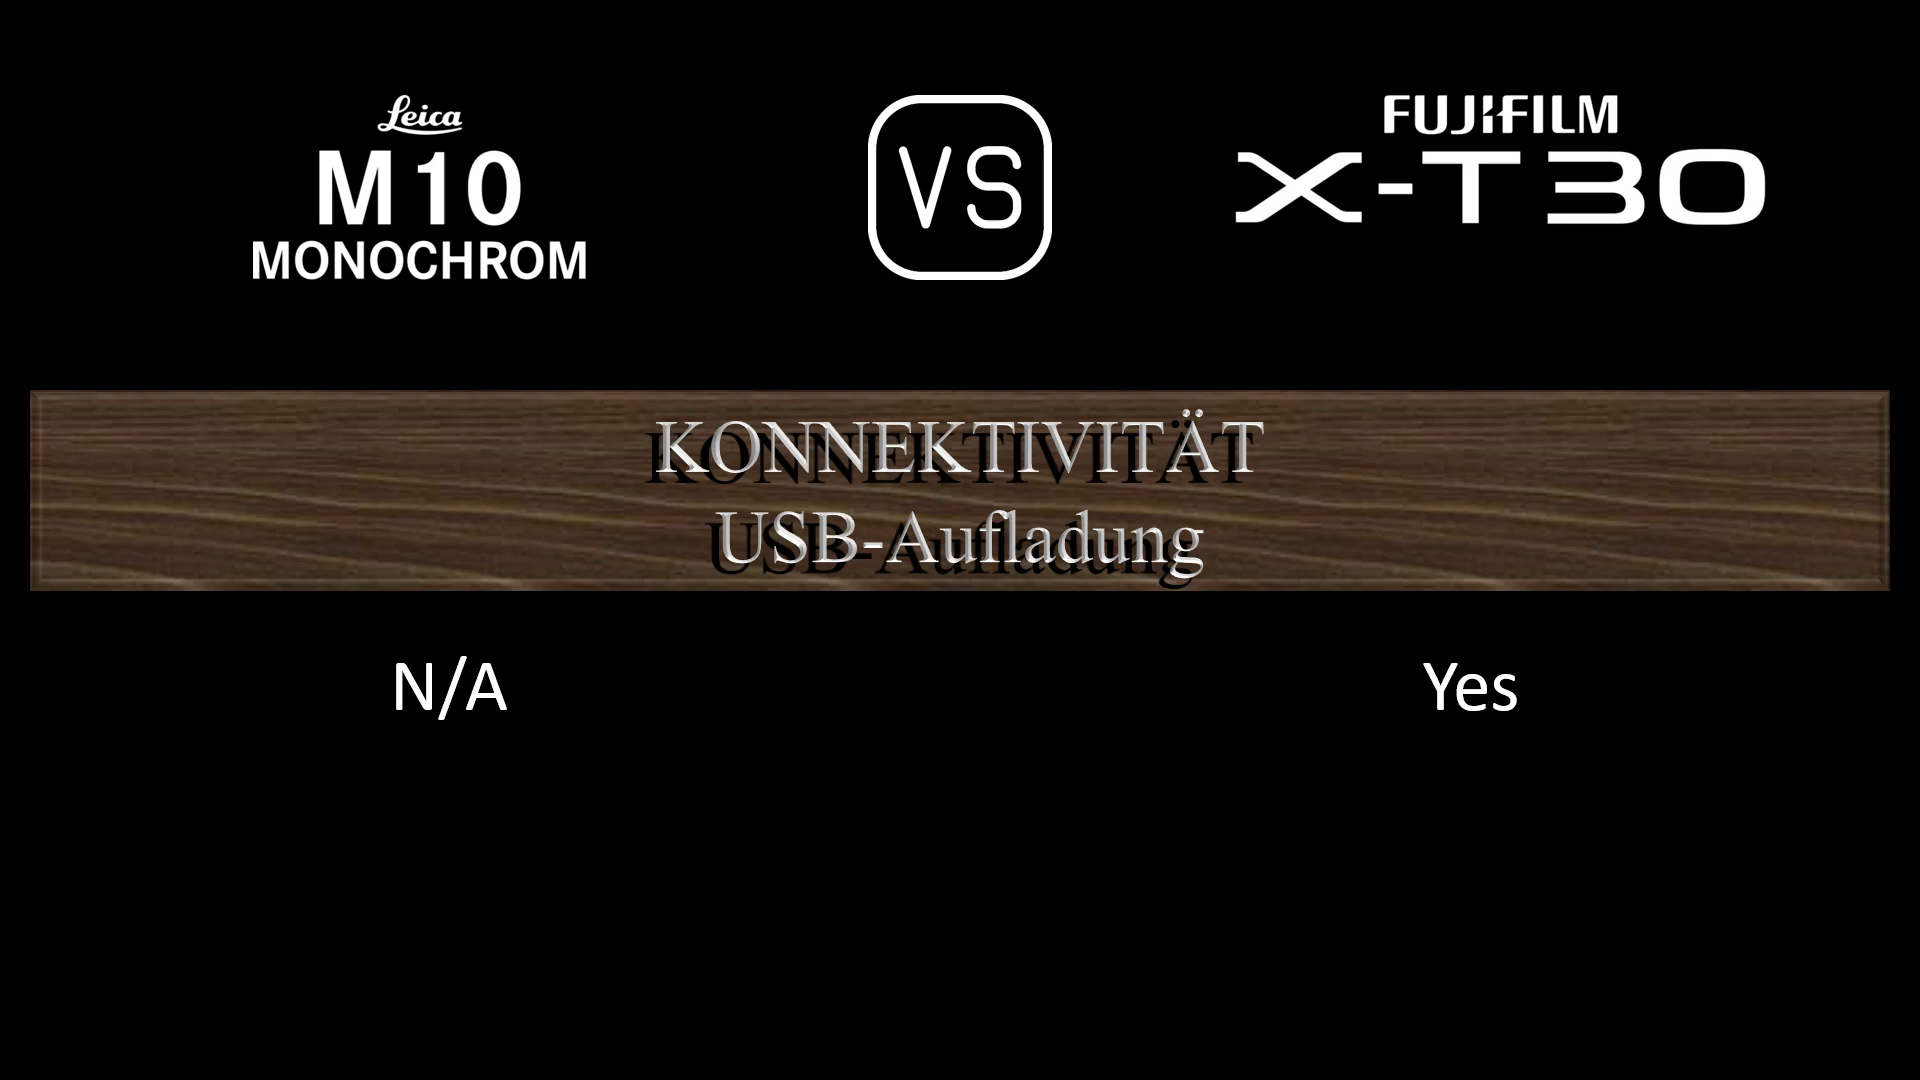 Leica
M10
MONOCHROM
VS
FUJIFILM
X-T30
KONNEKTIVITÄT
USB-Aufladung
N/A
Yes